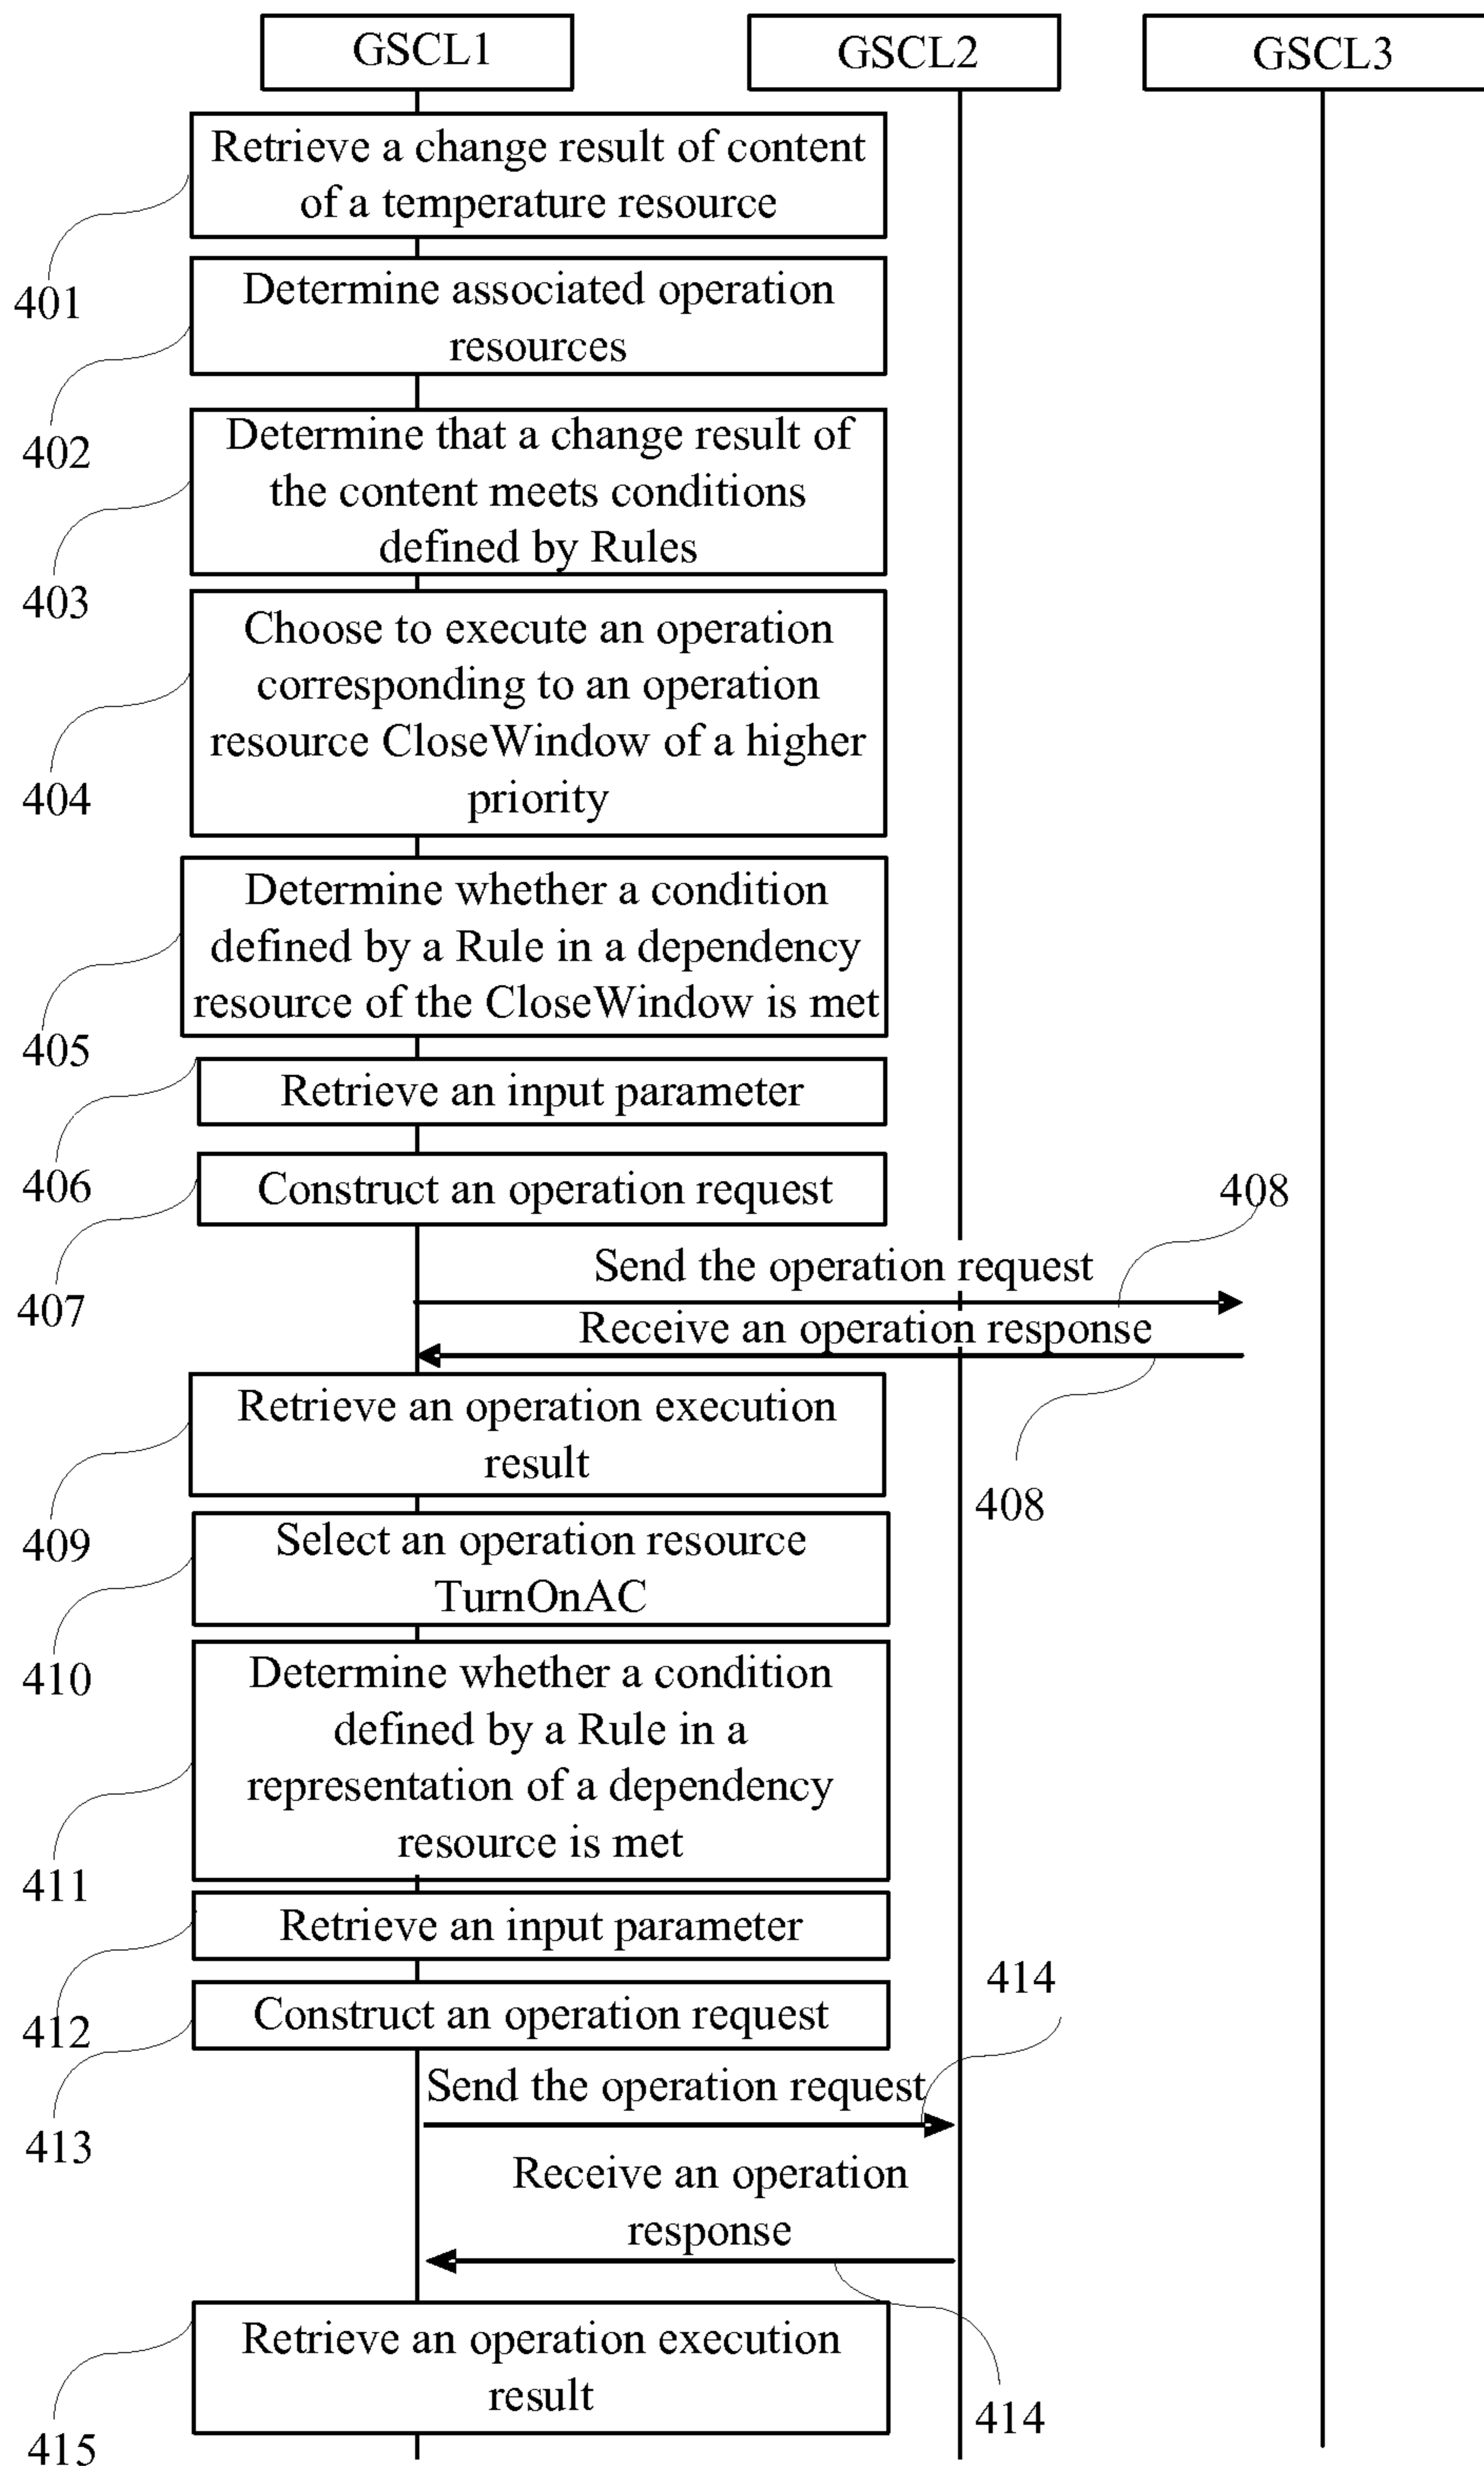 GSCL1
GSCL2
GSCL3
Retrieve a change result of content
of a temperature resource
401
Determine associated operation
resources
402
Determine that a change result of
the content meets conditions
defined by Rules
403
Choose to execute an operation
corresponding to an operation
resource CloseWindow of a higher
priority
404
Determine whether a condition
defined by a Rule in a dependency
resource of the CloseWindow is met
405
Retrieve an input parameter
406
Construct an operation request
407
408
Send the operation request
Receive an operation response
408
Retrieve an operation execution
result
409
Select an operation resource
TurnOnAC
410
Determine whether a condition
defined by a Rule in a
representation of a dependency
resource is met
411
Retrieve an input parameter
412
Construct an operation request
413
414
Send the operation request
Receive an operation
response
414
Retrieve an operation execution
result
415